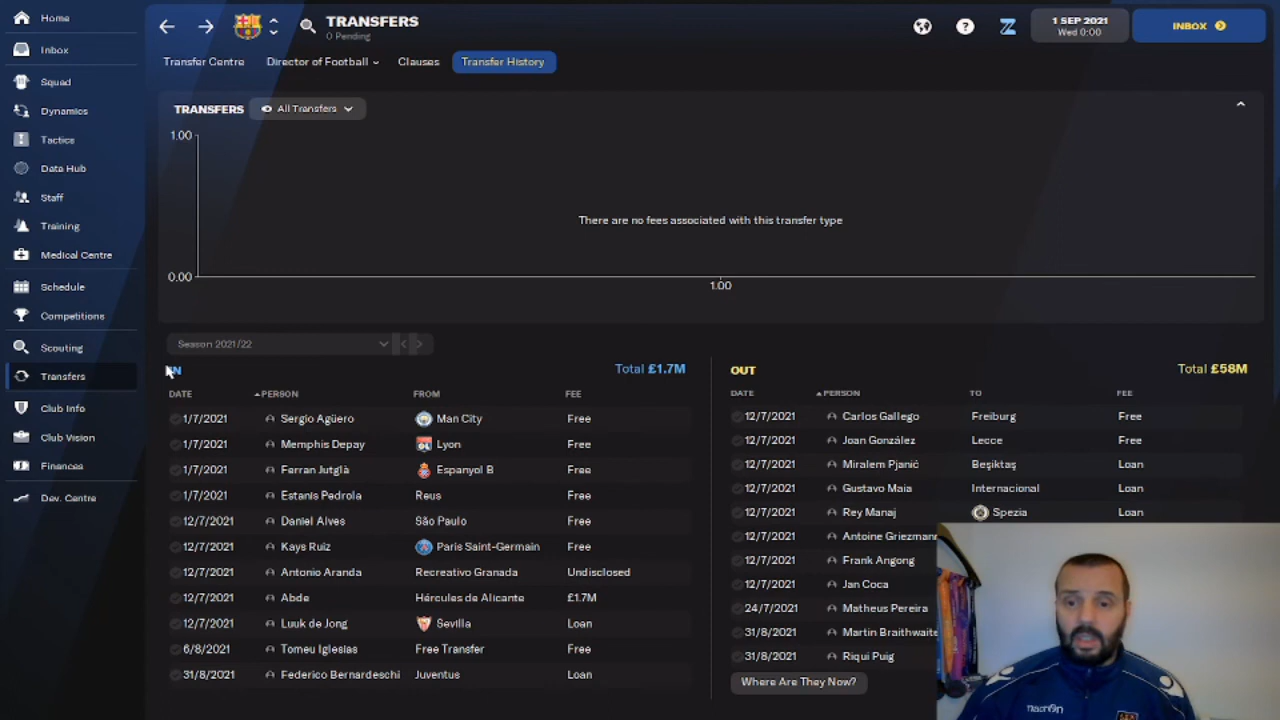 Home
Inbox
Squad
Dynamics
Tactics
Data Hub
Staff
Training
Medical Centre
Schedule
Competitions
Scouting
Transfers
Club Info
Club Vision
Finances
Dev. Centre
TRANSFERS
0 Pending
1 SEP 2021
Wed 0:00
INBOX
Transfer Centre
Director of Football
Clauses
Transfer History
TRANSFERS All Transfers
1.00
There are no fees associated with this transfer type
0.00
1.00
Season 2021/22
IN Total £1.7M
DATE PERSON FROM FEE
1/7/2021 Sergio Agüero Man City Free
1/7/2021 Memphis Depay Lyon Free
1/7/2021 Ferran Jutglà Espanyol B Free
1/7/2021 Estanis Pedrola Reus Free
12/7/2021 Daniel Alves São Paulo Free
12/7/2021 Kays Ruiz Paris Saint-Germain Free
12/7/2021 Antonio Aranda Recreativo Granada Undisclosed
12/7/2021 Abde Hércules de Alicante £1.7M
12/7/2021 Luuk de Jong Sevilla Loan
6/8/2021 Tomeu Iglesias Free Transfer Free
31/8/2021 Federico Bernardeschi Juventus Loan
OUT Total £58M
DATE PERSON TO FEE
12/7/2021 Carlos Gallego Freiburg Free
12/7/2021 Joan González Lecce Free
12/7/2021 Miralem Pjanić Beşiktaş Loan
12/7/2021 Gustavo Maia Internacional Loan
12/7/2021 Rey Manaj Spezia Loan
12/7/2021 Antoine Griezmann
12/7/2021 Frank Angong
12/7/2021 Jan Coca
24/7/2021 Matheus Pereira
31/8/2021 Martin Braithwaite
31/8/2021 Riqui Puig
Where Are They Now?
macron